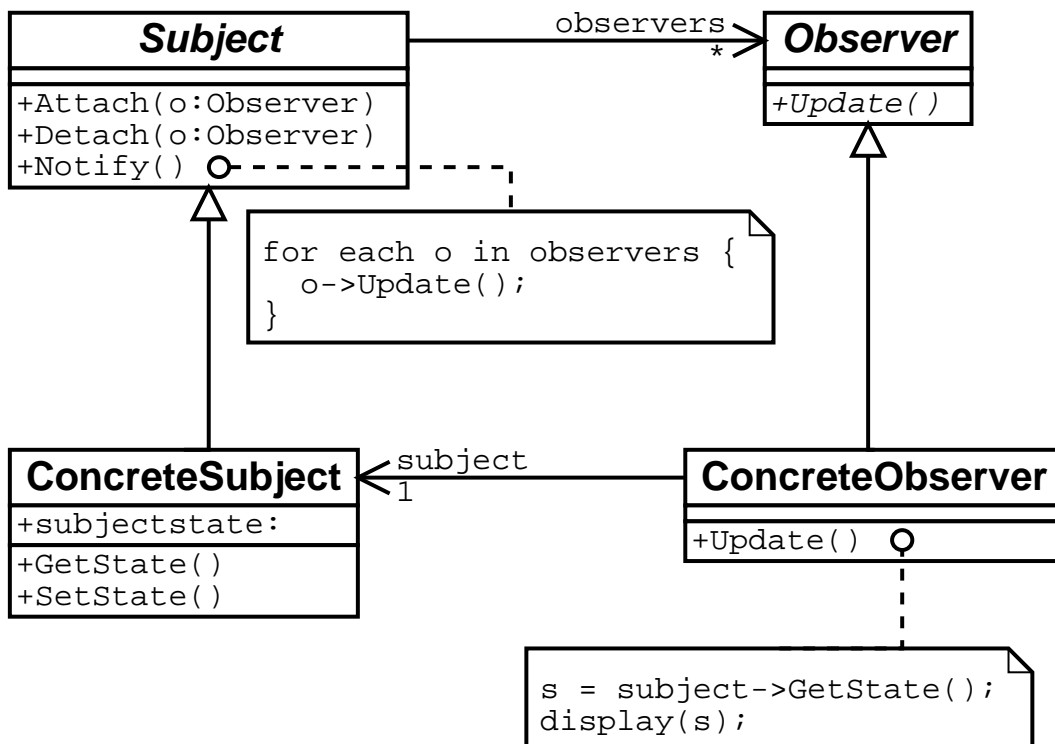 Subject
+Attach(o:Observer)
+Detach(o:Observer)
+Notify()
observers
*
Observer
+Update()
for each o in observers {
o->Update();
}
ConcreteSubject
+subjectstate:
+GetState()
+SetState()
subject
1
ConcreteObserver
+Update()
s = subject->GetState();
display(s);